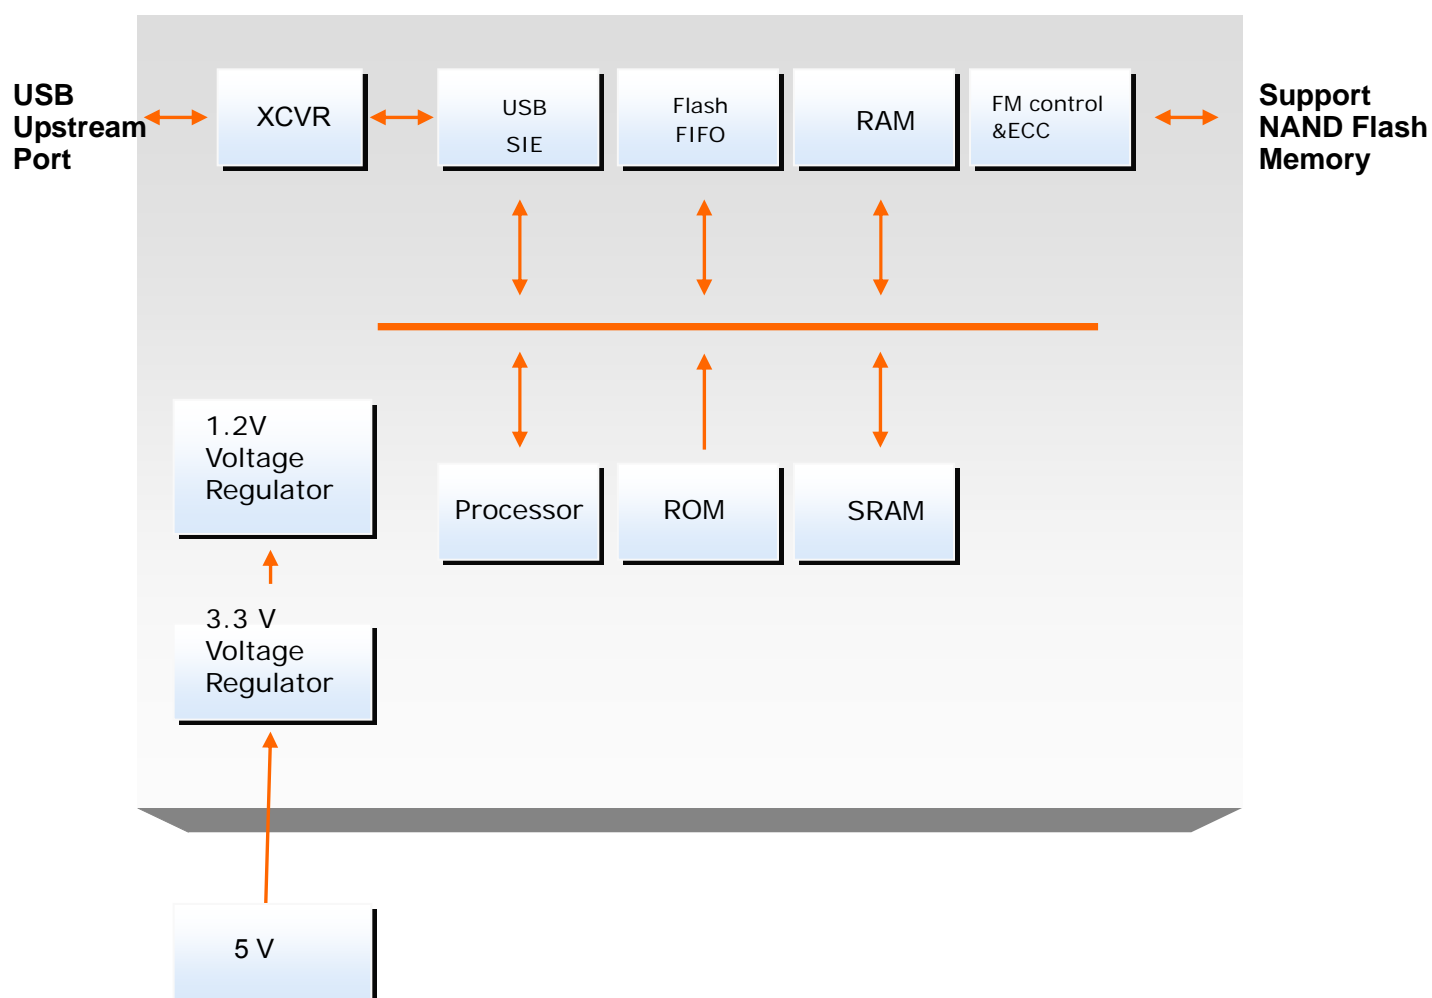 USB
Upstream
Port
XCVR
USB
SIE
Flash
FIFO
RAM
FM control
&ECC
Support
NAND Flash
Memory
1.2V
Voltage
Regulator
Processor
ROM
SRAM
3.3 V
Voltage
Regulator
5 V